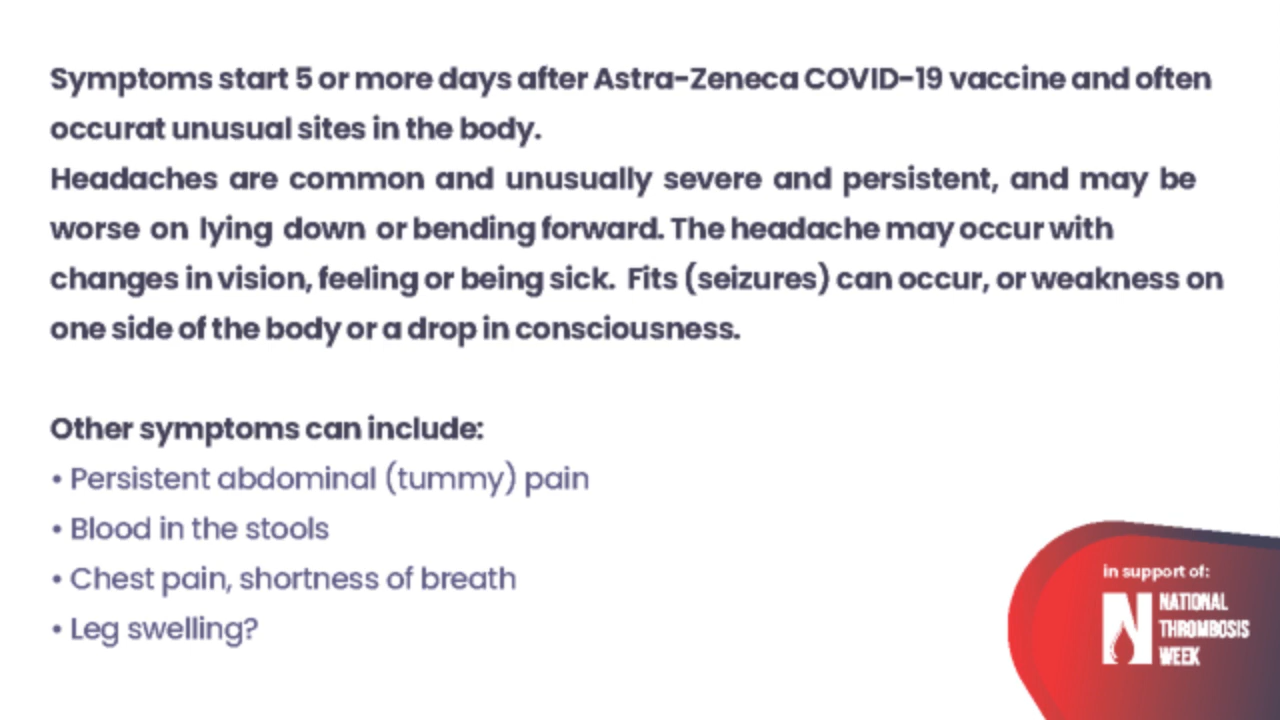 Symptoms start 5 or more days after Astra-Zeneca COVID-19 vaccine and often
occurat unusual sites in the body.
Headaches are common and unusually severe and persistent, and may be
worse on lying down or bending forward. The headache may occur with
changes in vision, feeling or being sick. Fits (seizures) can occur, or weakness on
one side of the body or a drop in consciousness.
Other symptoms can include:
• Persistent abdominal (tummy) pain
• Blood in the stools
• Chest pain, shortness of breath
• Leg swelling?
in support of:
N NATIONAL
THROMBOSIS
WEEK